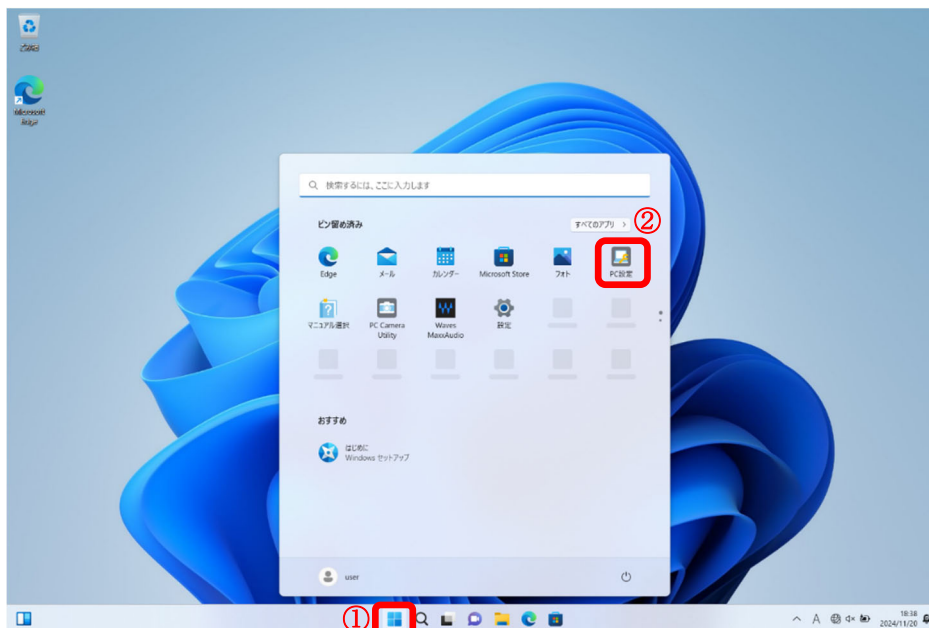 ごみ箱
Microsoft
Edge
検索するには、ここに入力します
ピン留め済み
すべてのアプリ >
②
Edge
メール
カレンダー
Microsoft Store
フォト
PC設定
マニュアル選択
PC Camera
Utility
Waves
MaxxAudio
設定
おすすめ
はじめに
Windows セットアップ
user
①
A
18:38
2024/11/20